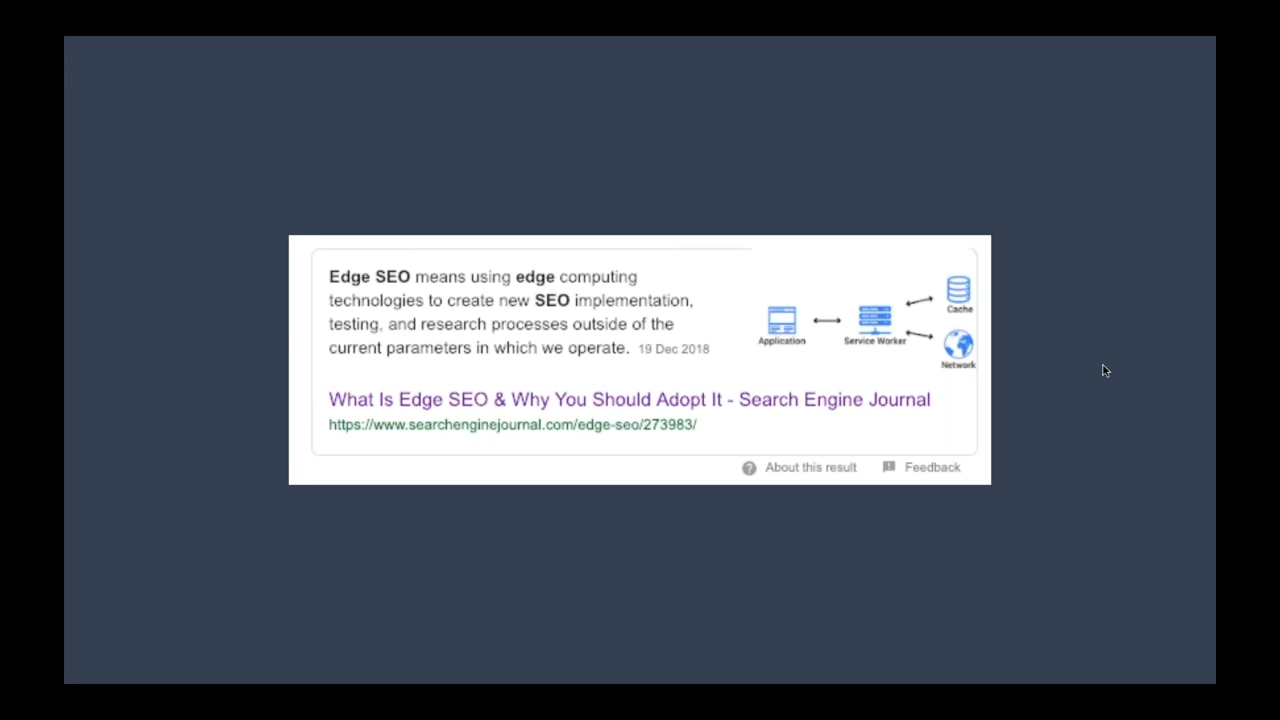 Edge SEO means using edge computing
technologies to create new SEO implementation,
testing, and research processes outside of the
current parameters in which we operate. 19 Dec 2018
Application
Service Worker
Cache
Network
What Is Edge SEO & Why You Should Adopt It - Search Engine Journal
https://www.searchenginejournal.com/edge-seo/273983/
About this result
Feedback